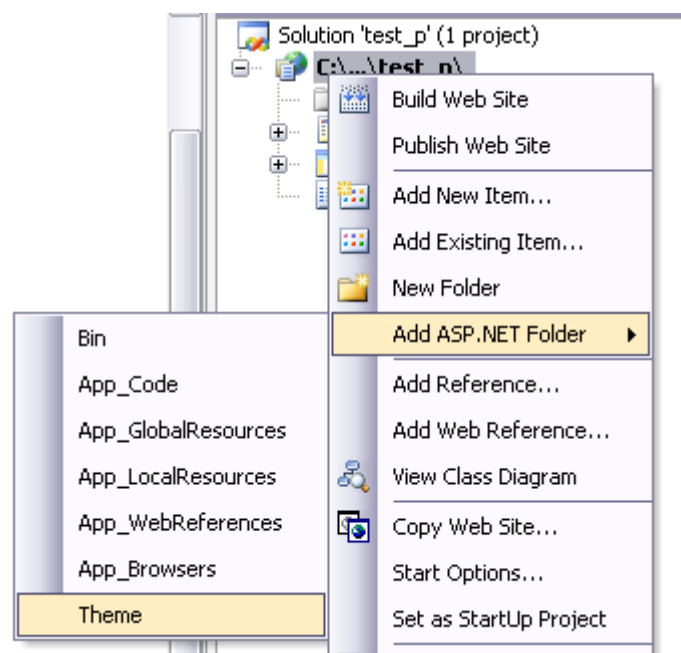 Solution 'test_p' (1 project)
C:\...\test_p\
Build Web Site
Publish Web Site
Add New Item...
Add Existing Item...
New Folder
Add ASP.NET Folder
Add Reference...
Add Web Reference...
View Class Diagram
Copy Web Site...
Start Options...
Set as StartUp Project
Bin
App_Code
App_GlobalResources
App_LocalResources
App_WebReferences
App_Browsers
Theme